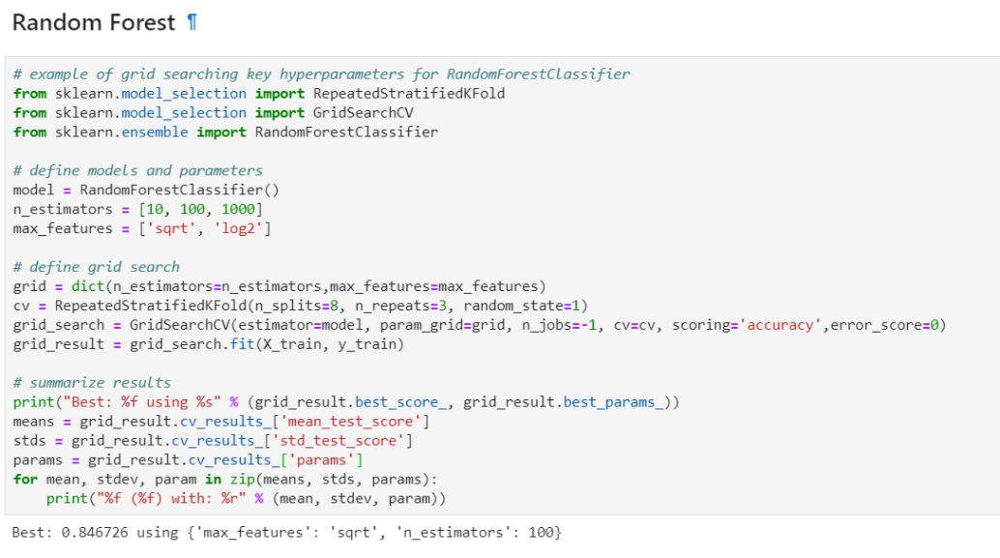 Random Forest ¶
# example of grid searching key hyperparameters for RandomForestClassifier
from sklearn.model_selection import RepeatedStratifiedKFold
from sklearn.model_selection import GridSearchCV
from sklearn.ensemble import RandomForestClassifier

# define models and parameters
model = RandomForestClassifier()
n_estimators = [10, 100, 1000]
max_features = ['sqrt', 'log2']

# define grid search
grid = dict(n_estimators=n_estimators,max_features=max_features)
cv = RepeatedStratifiedKFold(n_splits=8, n_repeats=3, random_state=1)
grid_search = GridSearchCV(estimator=model, param_grid=grid, n_jobs=-1, cv=cv, scoring='accuracy',error_score=0)
grid_result = grid_search.fit(X_train, y_train)

# summarize results
print("Best: %f using %s" % (grid_result.best_score_, grid_result.best_params_))
means = grid_result.cv_results_['mean_test_score']
stds = grid_result.cv_results_['std_test_score']
params = grid_result.cv_results_['params']
for mean, stdev, param in zip(means, stds, params):
    print("%f (%f) with: %r" % (mean, stdev, param))
Best: 0.846726 using {'max_features': 'sqrt', 'n_estimators': 100}